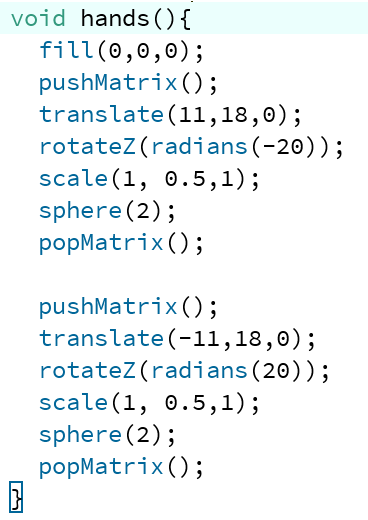 void hands(){
  fill(0,0,0);
  pushMatrix();
  translate(11,18,0);
  rotateZ(radians(-20));
  scale(1, 0.5,1);
  sphere(2);
  popMatrix();

  pushMatrix();
  translate(-11,18,0);
  rotateZ(radians(20));
  scale(1, 0.5,1);
  sphere(2);
  popMatrix();
}